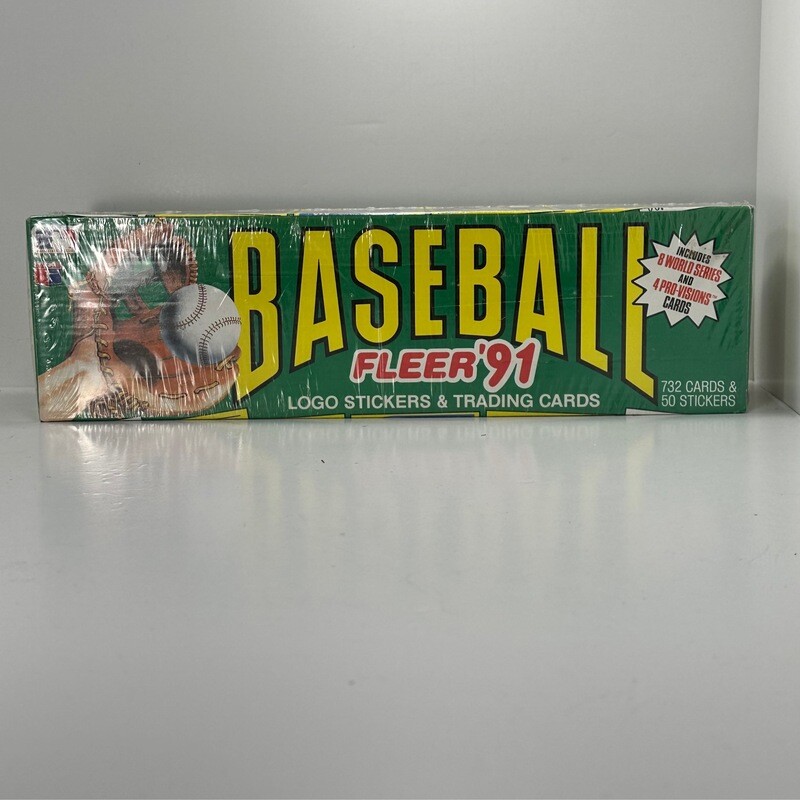 BASEBALL
FLEER '91
LOGO STICKERS & TRADING CARDS
INCLUDES
8 WORLD SERIES
AND
4 PRO-VISIONS™
CARDS
732 CARDS &
50 STICKERS